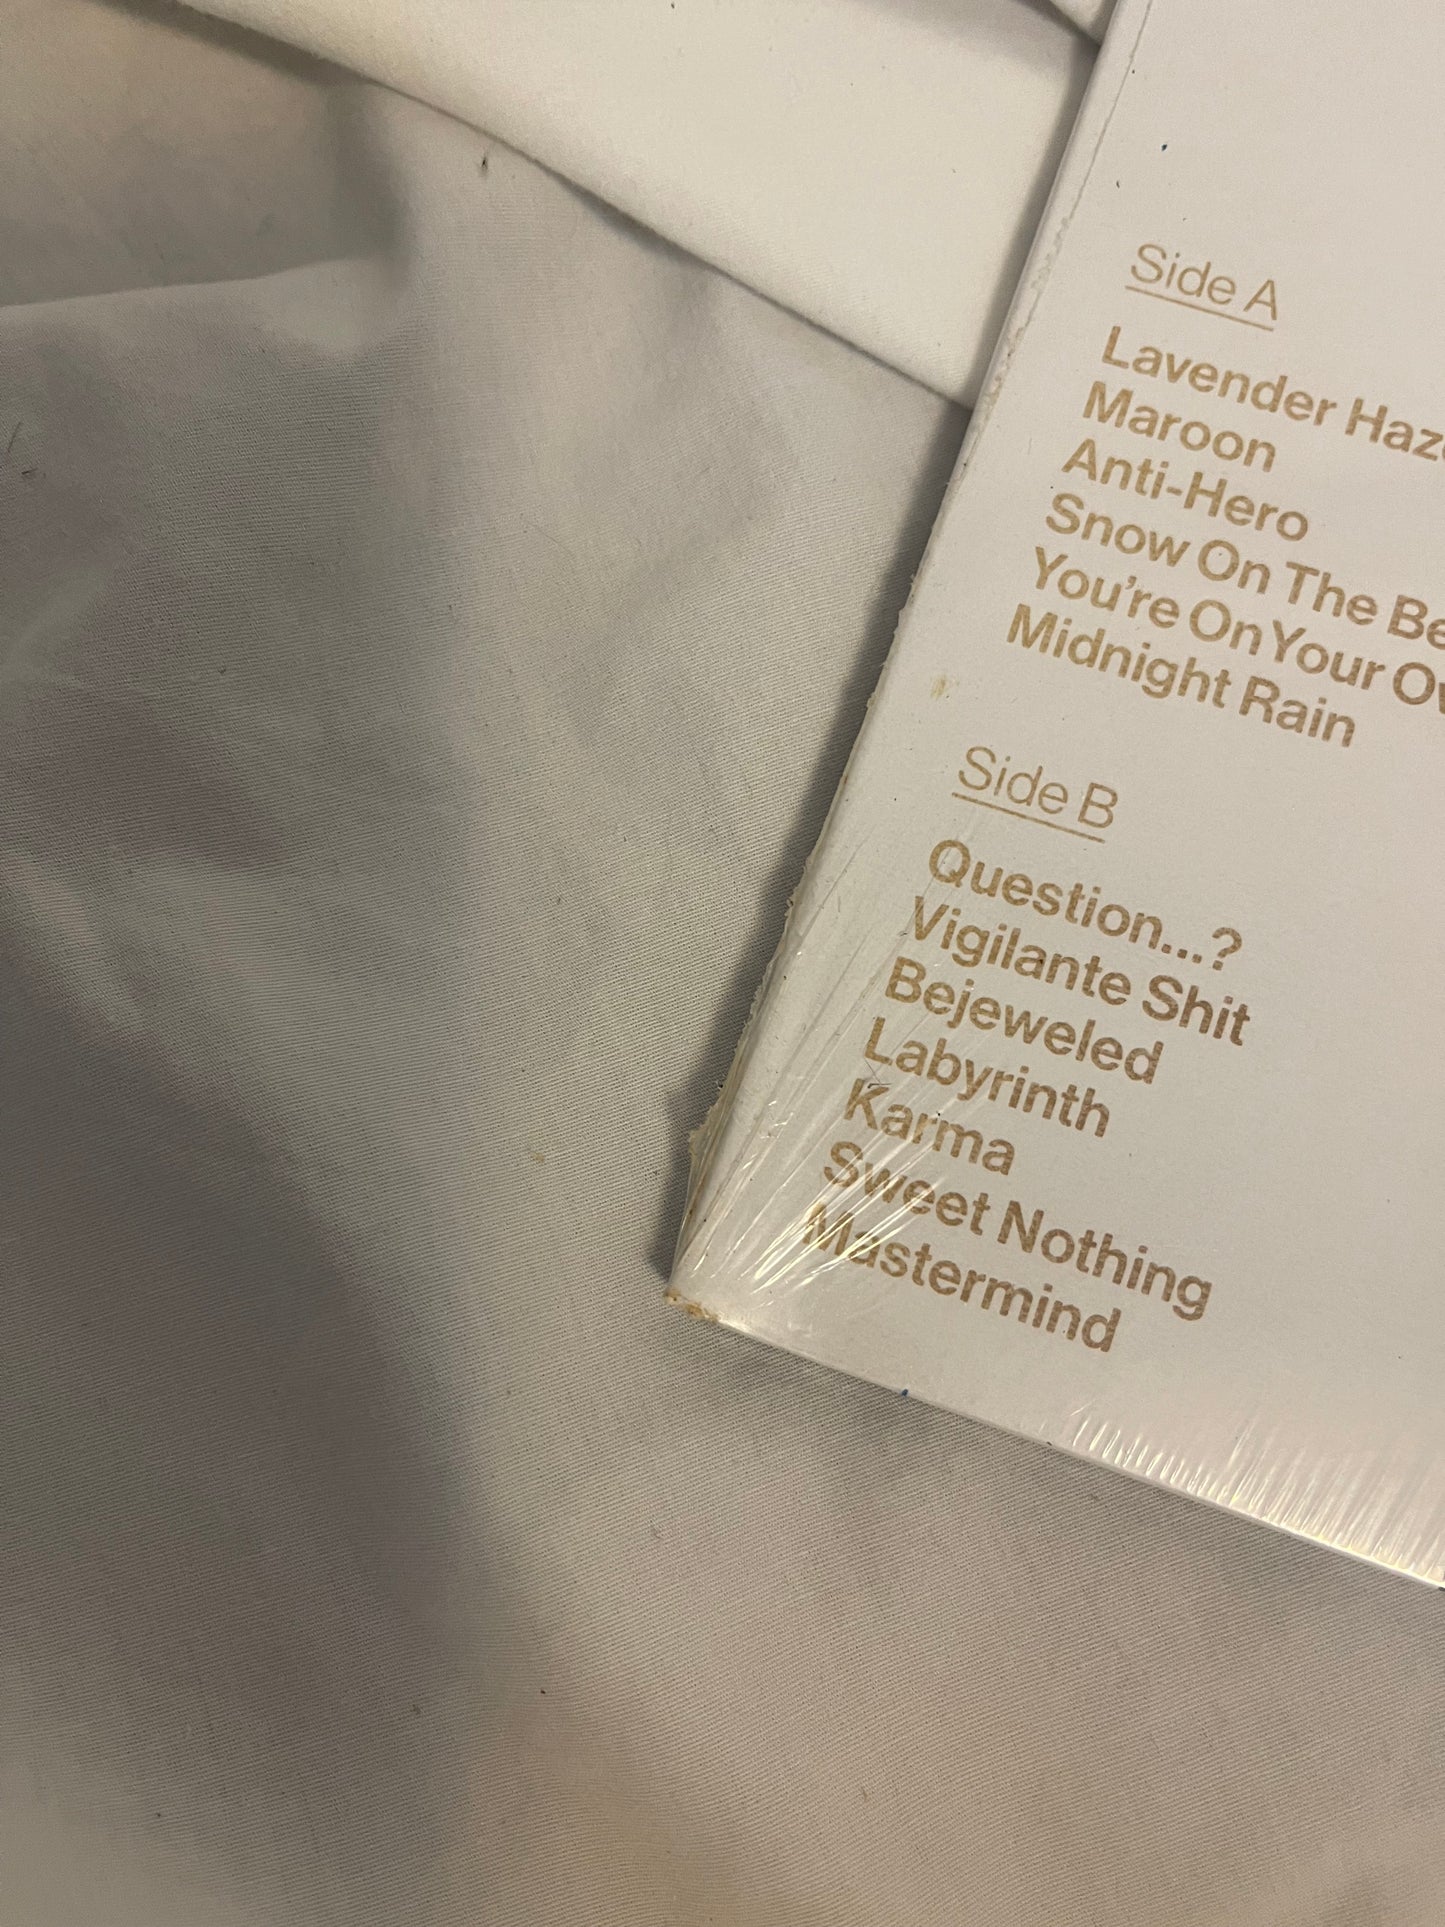 Side A
Lavender Haz
Maroon
Anti-Hero
Snow On The Be
You're On Your Ow
Midnight Rain
Side B
Question...?
Vigilante Shit
Bejeweled
Labyrinth
Karma
Sweet Nothing
Mastermind